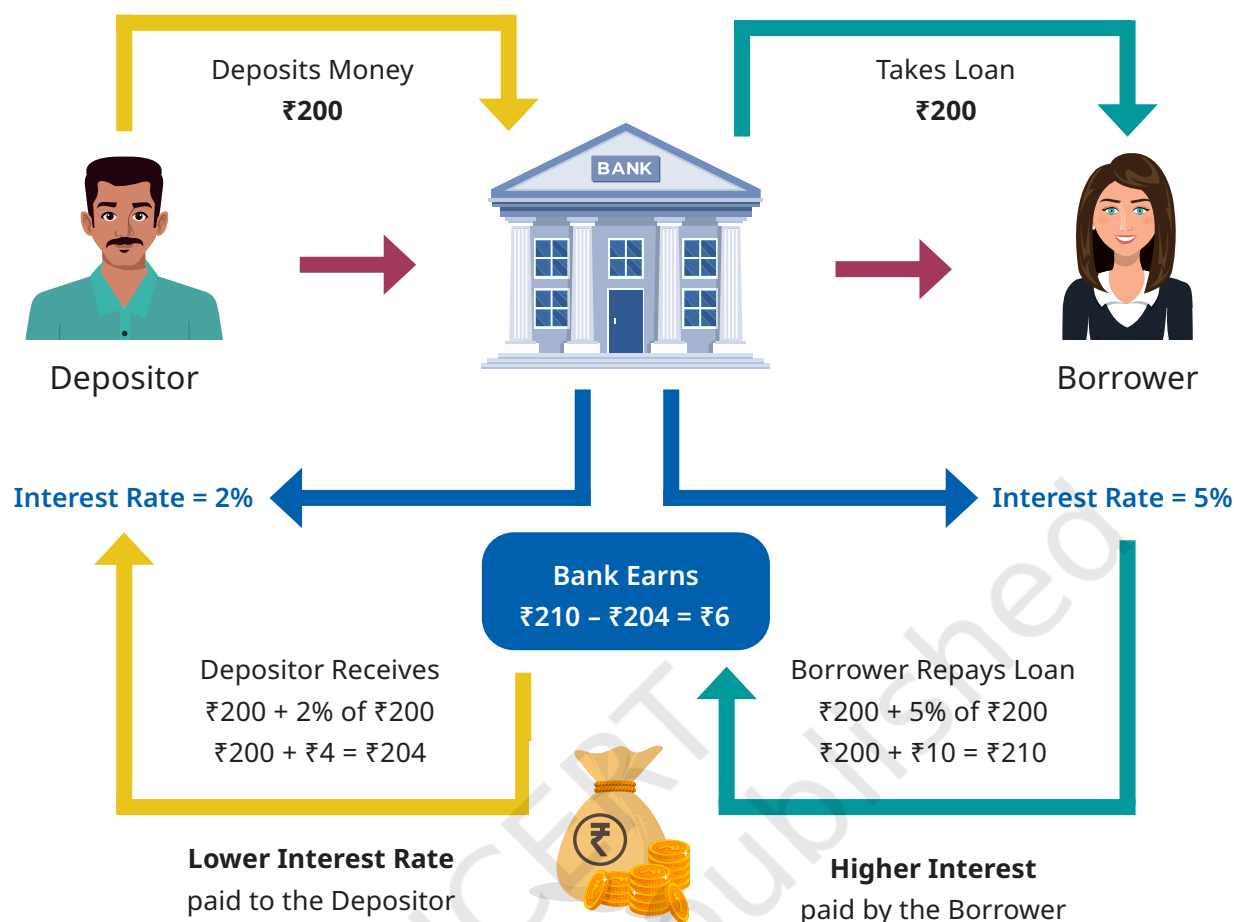 Deposits Money
₹200
Takes Loan
₹200
BANK
Depositor
Borrower
Interest Rate = 2%
Interest Rate = 5%
Bank Earns
₹210 – ₹204 = ₹6
Depositor Receives
₹200 + 2% of ₹200
₹200 + ₹4 = ₹204
Borrower Repays Loan
₹200 + 5% of ₹200
₹200 + ₹10 = ₹210
₹
Lower Interest Rate
paid to the Depositor
Higher Interest
paid by the Borrower